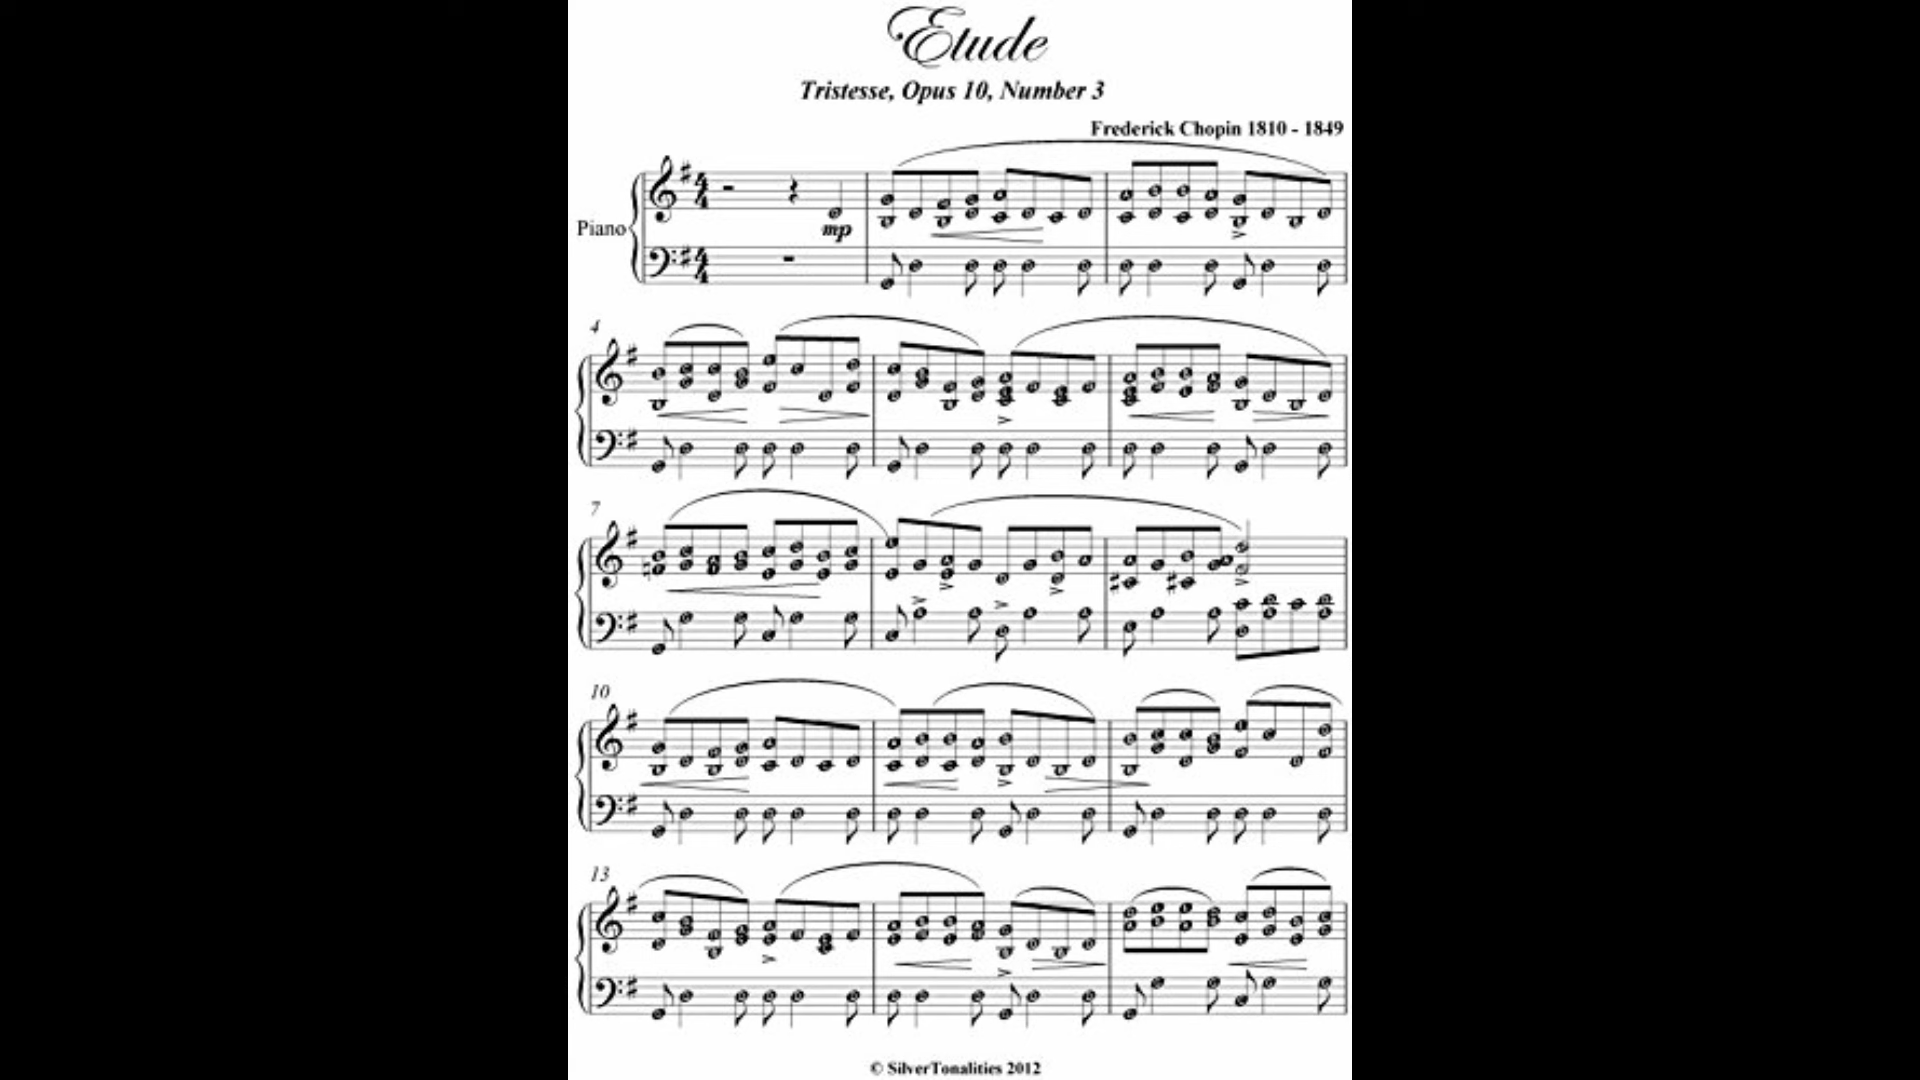 Etude
Tristesse, Opus 10, Number 3
Frederick Chopin 1810 - 1849
Piano
mp
4
7
10
13
© SilverTonalities 2012